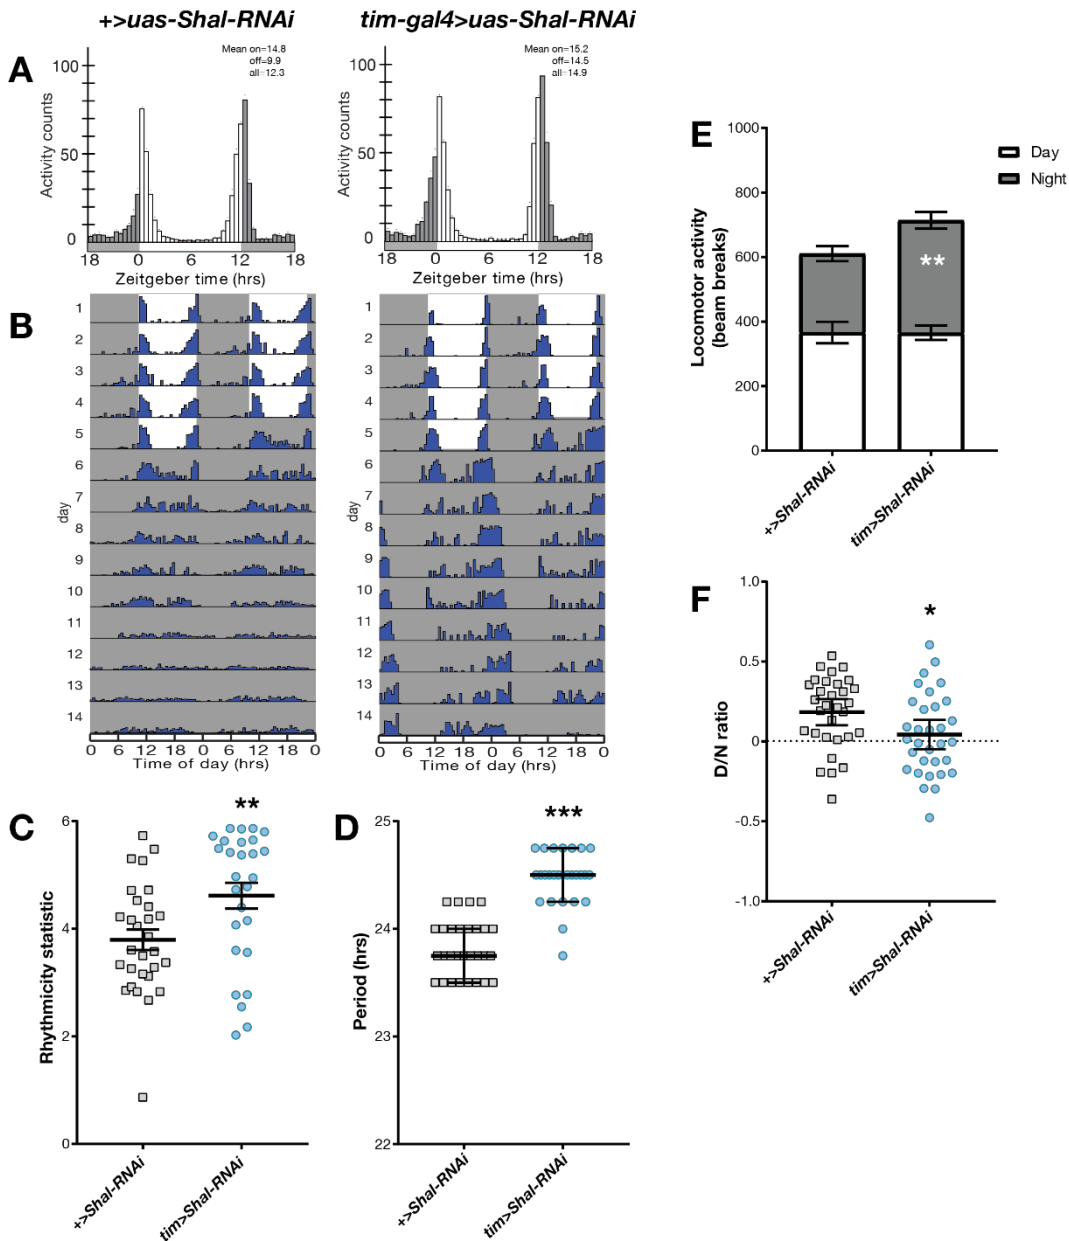 +>uas-Shal-RNAi
tim-gal4>uas-Shal-RNAi
A
Mean on=14.8
off=9.9
all=12.3
Activity counts
100
50
0
18 0 6 12 18
Zeitgeber time (hrs)
Mean on=15.2
off=14.5
all=14.9
Activity counts
100
50
0
18 0 6 12 18
Zeitgeber time (hrs)
B
day
1
2
3
4
5
6
7
8
9
10
11
12
13
14
0 6 12 18 0 6 12 18 0
Time of day (hrs)
day
1
2
3
4
5
6
7
8
9
10
11
12
13
14
0 6 12 18 0 6 12 18 0
Time of day (hrs)
C
Rhythmicity statistic
6
4
2
0
**
+>Shal-RNAi
tim>Shal-RNAi
D
Period (hrs)
25
24
23
22
***
+>Shal-RNAi
tim>Shal-RNAi
E
Locomotor activity
(beam breaks)
1000
800
600
400
200
0
**
Day
Night
+>Shal-RNAi
tim>Shal-RNAi
F
D/N ratio
1.0
0.5
0
-0.5
-1.0
*
+>Shal-RNAi
tim>Shal-RNAi